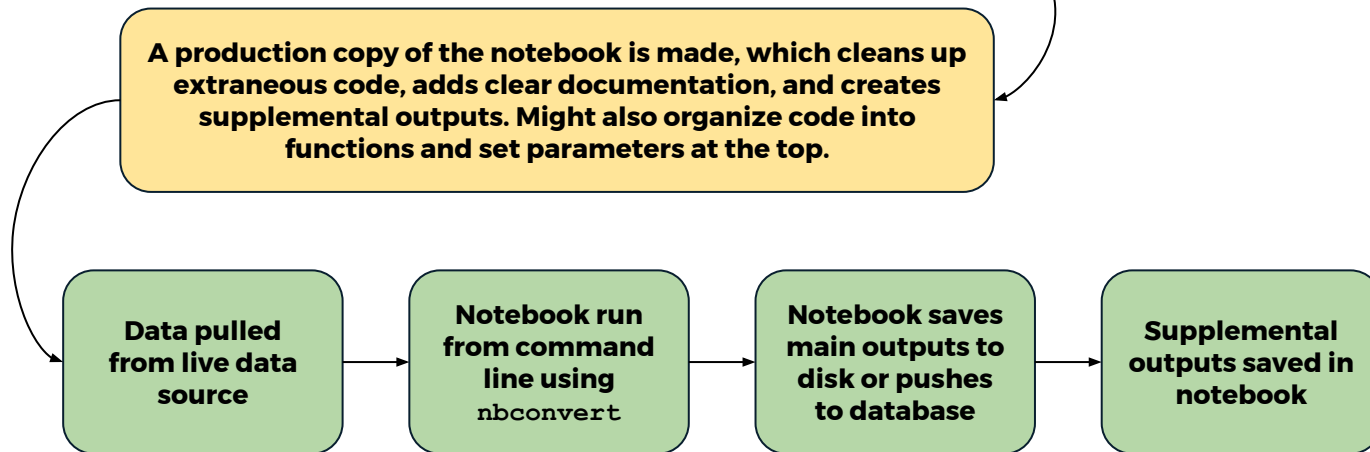 A production copy of the notebook is made, which cleans up
extraneous code, adds clear documentation, and creates
supplemental outputs. Might also organize code into
functions and set parameters at the top.
Data pulled
from live data
source
Notebook run
from command
line using
nbconvert
Notebook saves
main outputs to
disk or pushes
to database
Supplemental
outputs saved in
notebook